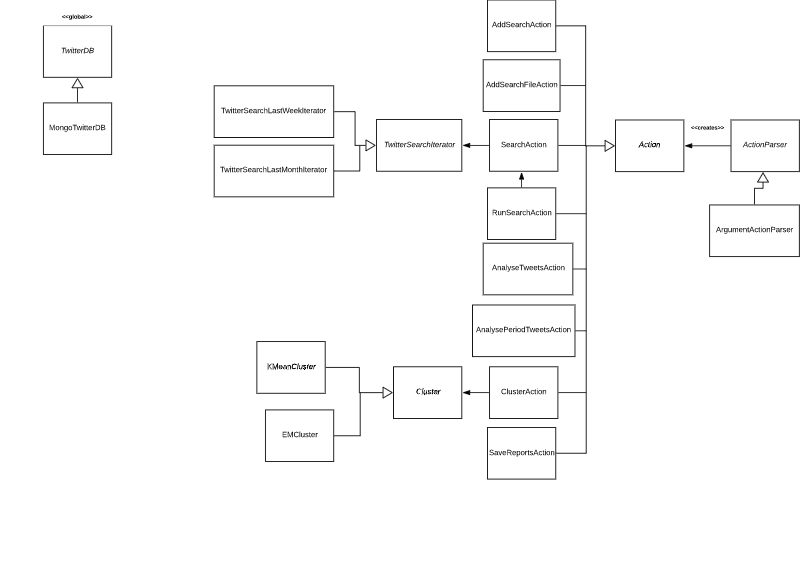 <<global>>
TwitterDB
MongoTwitterDB
TwitterSearchLastWeekIterator
TwitterSearchLastMonthIterator
TwitterSearchIterator
AddSearchAction
AddSearchFileAction
SearchAction
RunSearchAction
AnalyseTweetsAction
AnalysePeriodTweetsAction
ClusterAction
SaveReportsAction
Action
<<creates>>
ActionParser
ArgumentActionParser
KMeanCluster
EMCluster
Cluster